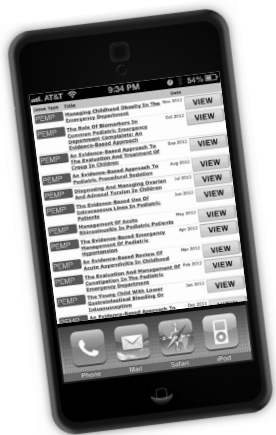 AT&T 9:34 PM 54%
Issue Type Title Date
PEMP Managing Childhood Obesity In The Emergency Department Nov 2012 VIEW
PEMP The Role Of Biomarkers In Common Pediatric Emergency Department Complaints: An Evidence-Based Approach Oct 2012 VIEW
PEMP An Evidence-Based Approach To The Evaluation And Treatment Of Croup In Children Sep 2012 VIEW
PEMP An Evidence-Based Approach To Pediatric Procedural Sedation Aug 2012 VIEW
PEMP Diagnosing And Managing Ovarian And Adnexal Torsion In Children Jul 2012 VIEW
PEMP The Evidence-Based Use Of Intraosseous Lines In Pediatric Patients Jun 2012 VIEW
PEMP Management Of Acute Rhinosinusitis In Pediatric Patients May 2012 VIEW
PEMP The Evidence-Based Emergency Management Of Pediatric Hypertension Apr 2012 VIEW
PEMP An Evidence-Based Review Of Acute Appendicitis In Childhood Mar 2012 VIEW
PEMP The Evaluation And Management Of Constipation In The Pediatric Emergency Department Feb 2012 VIEW
PEMP The Young Child With Lower Gastrointestinal Bleeding Or Intussusception Jan 2012 VIEW
An Evidence-Based Approach To
Phone Mail Safari iPod